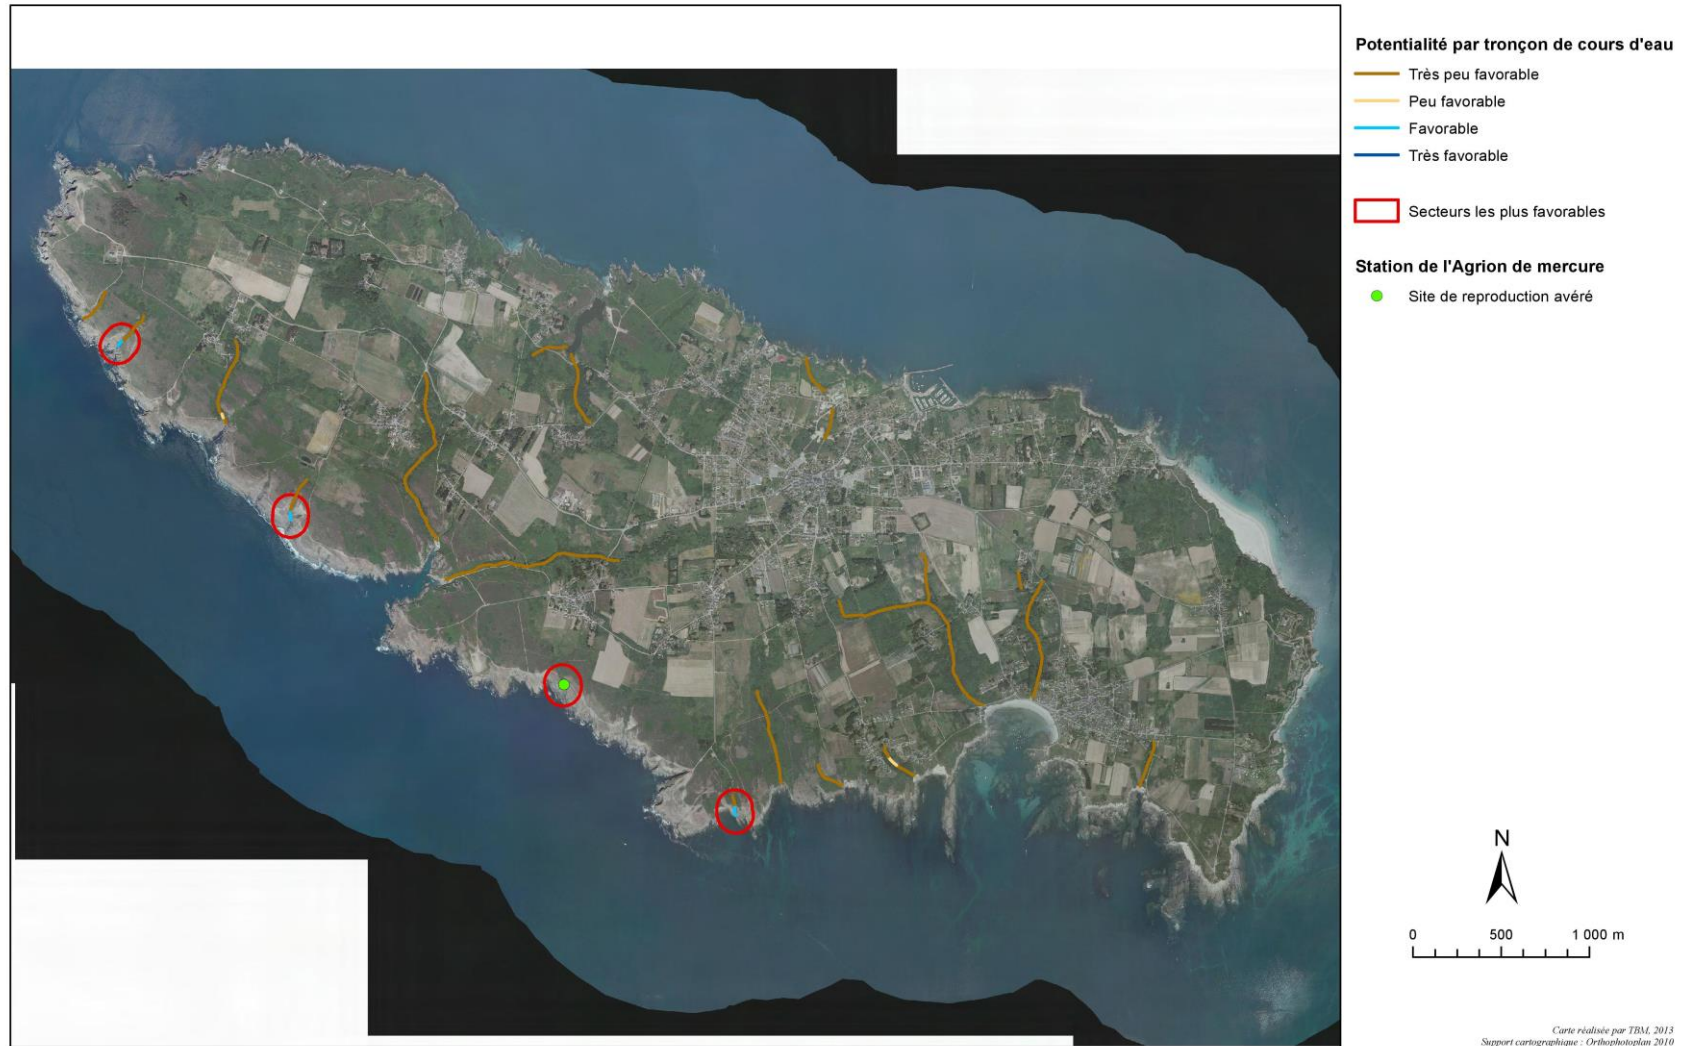 Potentialité par tronçon de cours d'eau
Très peu favorable
Peu favorable
Favorable
Très favorable
Secteurs les plus favorables
Station de l'Agrion de mercure
Site de reproduction avéré
N
0 500 1 000 m
Carte réalisée par TBM, 2013
Support cartographique : Orthophotoplan 2010